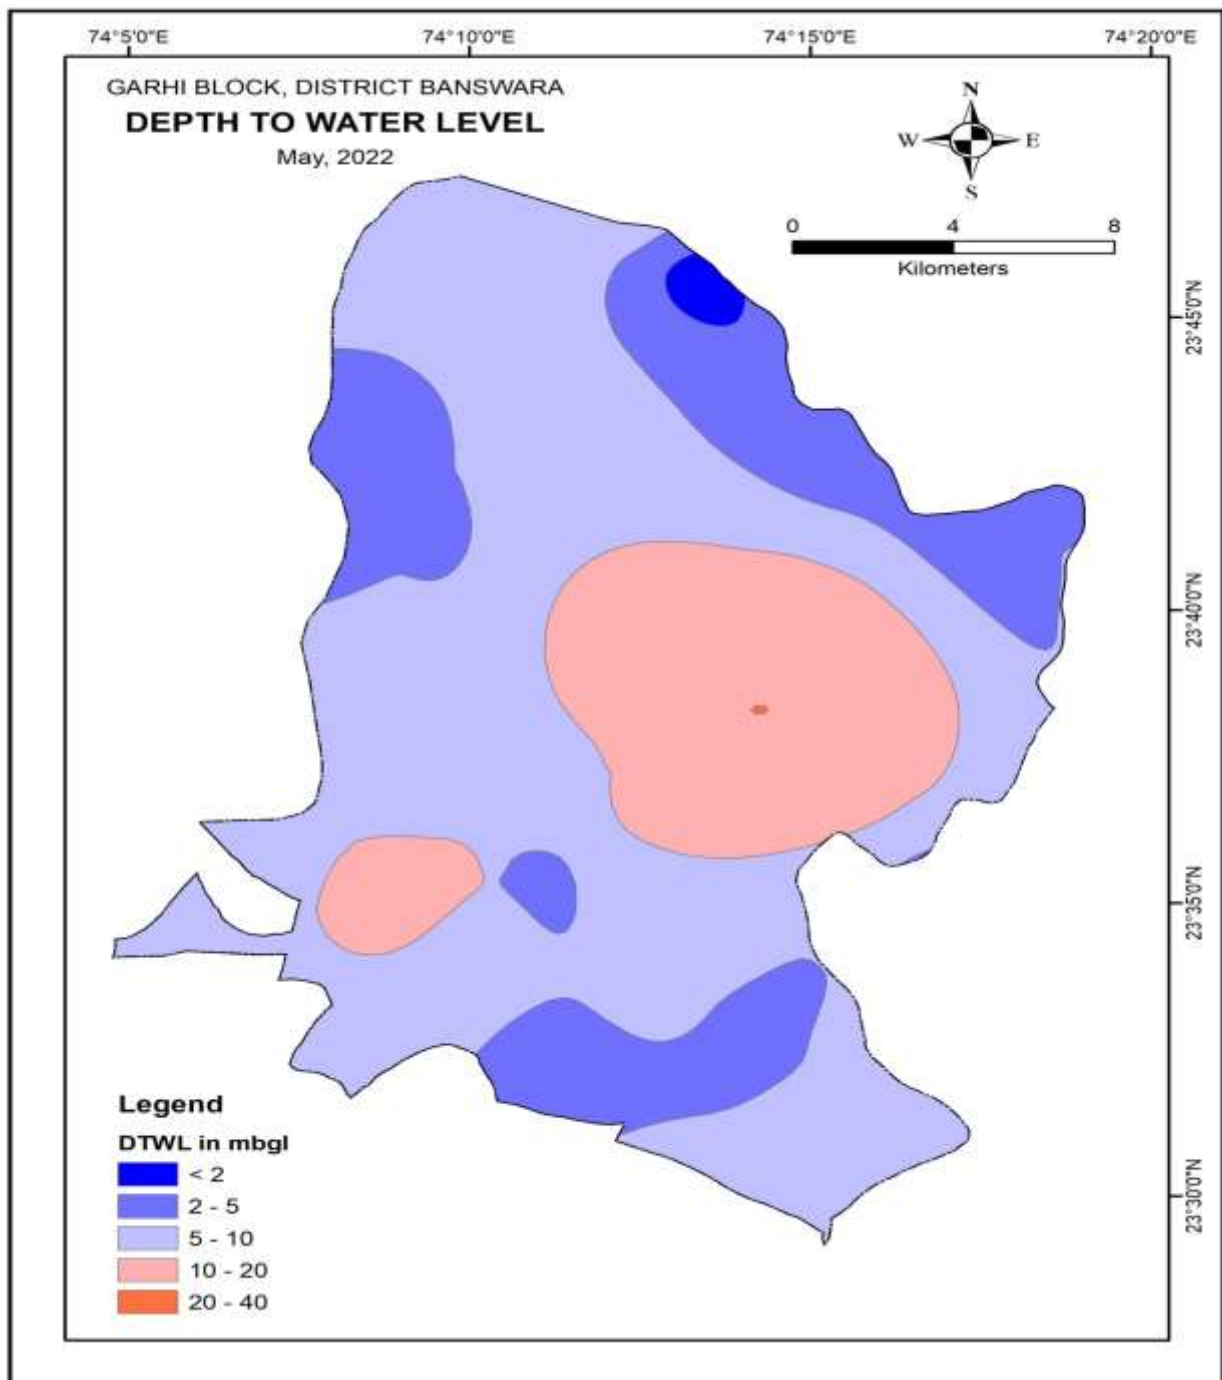 74°5'0"E 74°10'0"E 74°15'0"E 74°20'0"E
GARHI BLOCK, DISTRICT BANSWARA
DEPTH TO WATER LEVEL
May, 2022
N
W E
S
0 4 8
Kilometers
23°45'0"N
23°40'0"N
23°35'0"N
23°30'0"N
Legend
DTWL in mbgl
< 2
2 - 5
5 - 10
10 - 20
20 - 40